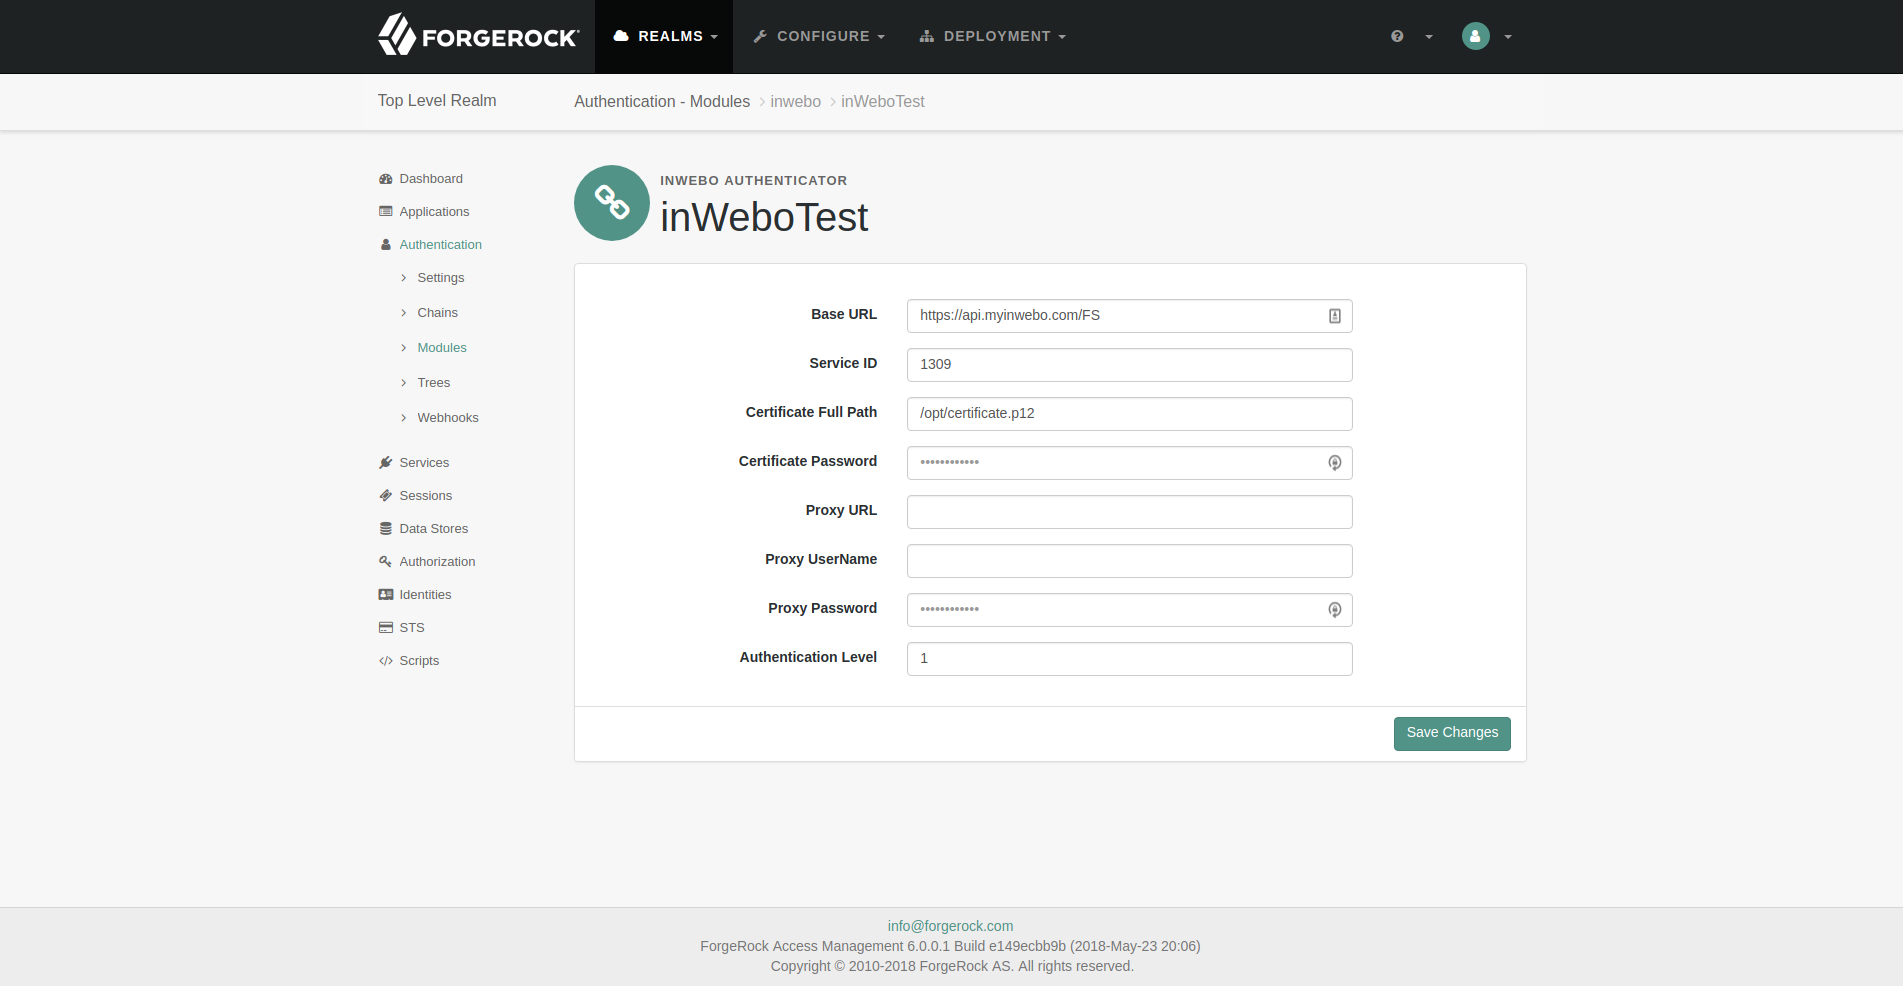 FORGEROCK
REALMS
CONFIGURE
DEPLOYMENT
Top Level Realm
Authentication - Modules
inwebo
inWeboTest
Dashboard
Applications
Authentication
Settings
Chains
Modules
Trees
Webhooks
Services
Sessions
Data Stores
Authorization
Identities
STS
Scripts
INWEBO AUTHENTICATOR
inWeboTest
Base URL
https://api.myinwebo.com/FS
Service ID
1309
Certificate Full Path
/opt/certificate.p12
Certificate Password
••••••••••••
Proxy URL
Proxy UserName
Proxy Password
••••••••••••
Authentication Level
1
Save Changes
info@forgerock.com
ForgeRock Access Management 6.0.0.1 Build e149ecbb9b (2018-May-23 20:06)
Copyright © 2010-2018 ForgeRock AS. All rights reserved.